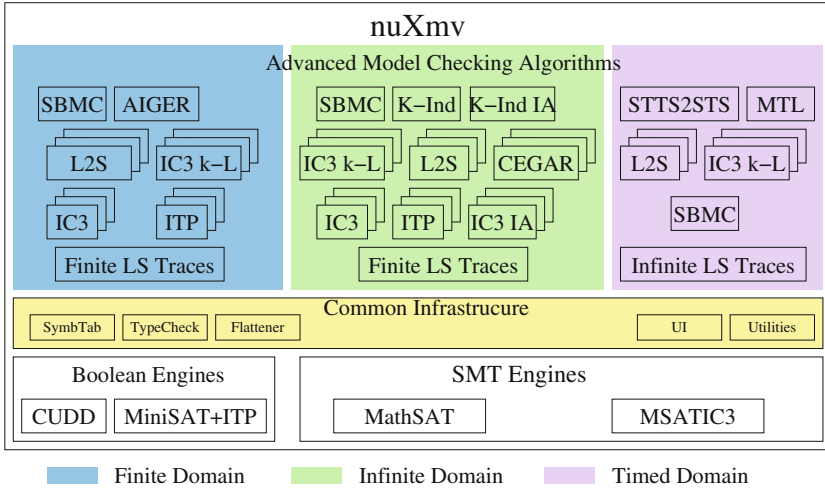 nuXmv
Advanced Model Checking Algorithms
SBMC AIGER
L2S IC3 k−L
IC3 ITP
Finite LS Traces
SBMC K−Ind K−Ind IA
IC3 k−L L2S CEGAR
IC3 ITP IC3 IA
Finite LS Traces
STTS2STS MTL
L2S IC3 k−L
SBMC
Infinite LS Traces
Common Infrastrucure
SymbTab TypeCheck Flattener UI Utilities
Boolean Engines
CUDD MiniSAT+ITP
SMT Engines
MathSAT MSATIC3
Finite Domain Infinite Domain Timed Domain